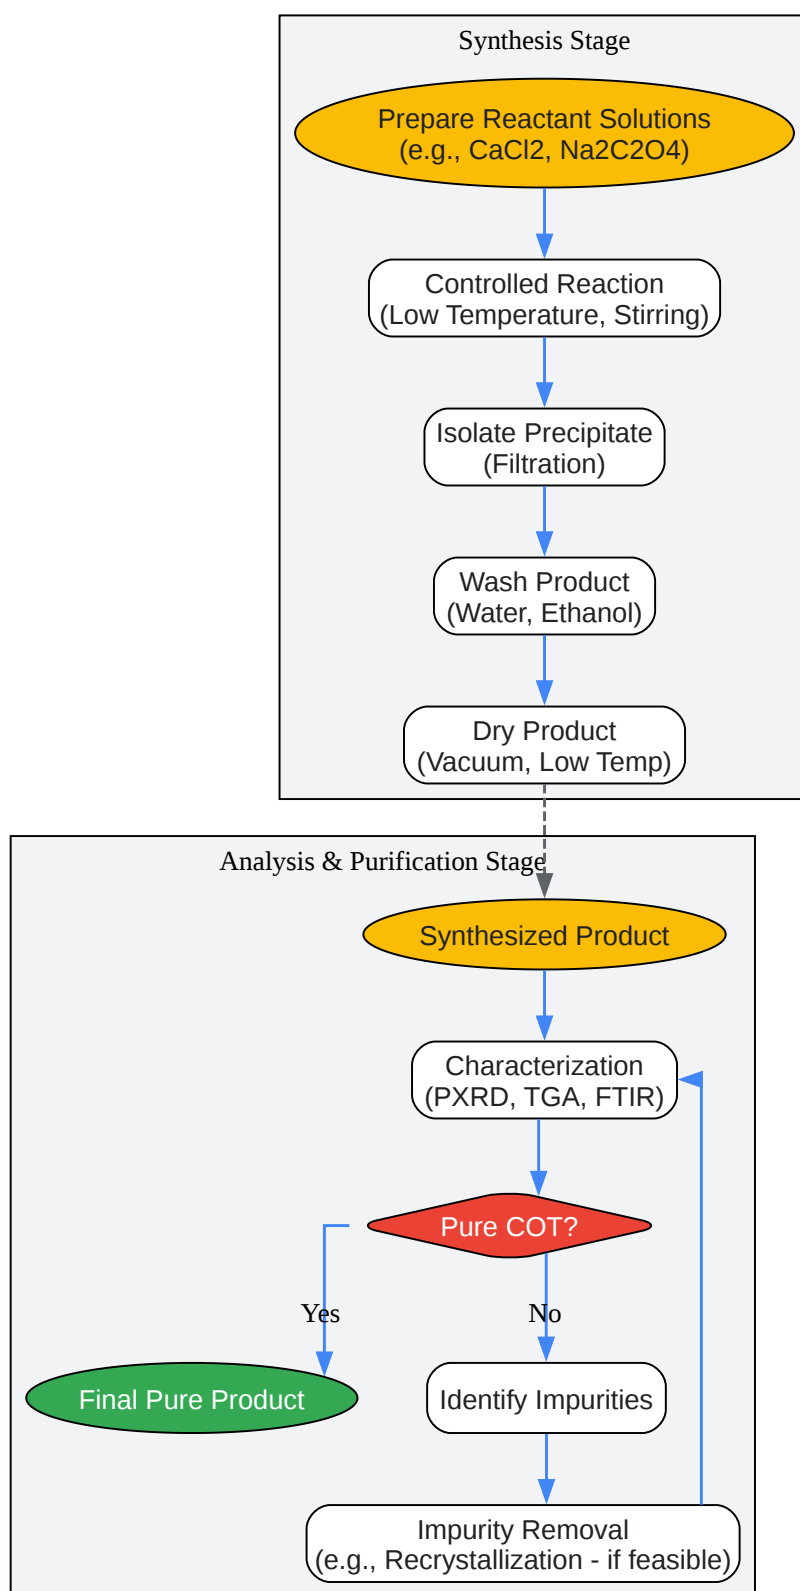 Synthesis Stage
Prepare Reactant Solutions
(e.g., CaCl2, Na2C2O4)
Controlled Reaction
(Low Temperature, Stirring)
Isolate Precipitate
(Filtration)
Wash Product
(Water, Ethanol)
Dry Product
(Vacuum, Low Temp)
Analysis & Purification Stage
Synthesized Product
Characterization
(PXRD, TGA, FTIR)
Pure COT?
Yes
No
Final Pure Product
Identify Impurities
Impurity Removal
(e.g., Recrystallization - if feasible)